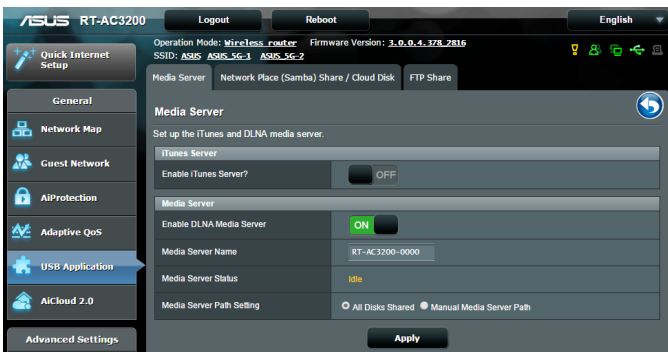 ASUS RT-AC3200 Logout Reboot English
Quick Internet Setup
Operation Mode: Wireless router Firmware Version: 3.0.0.4.378_2816
SSID: ASUS ASUS_5G-1 ASUS_5G-2
Media Server Network Place (Samba) Share / Cloud Disk FTP Share
General
Network Map
Guest Network
AiProtection
Adaptive QoS
USB Application
AiCloud 2.0
Advanced Settings
Media Server
Set up the iTunes and DLNA media server.
iTunes Server
Enable iTunes Server? OFF
Media Server
Enable DLNA Media Server ON
Media Server Name RT-AC3200-0000
Media Server Status Idle
Media Server Path Setting All Disks Shared Manual Media Server Path
Apply